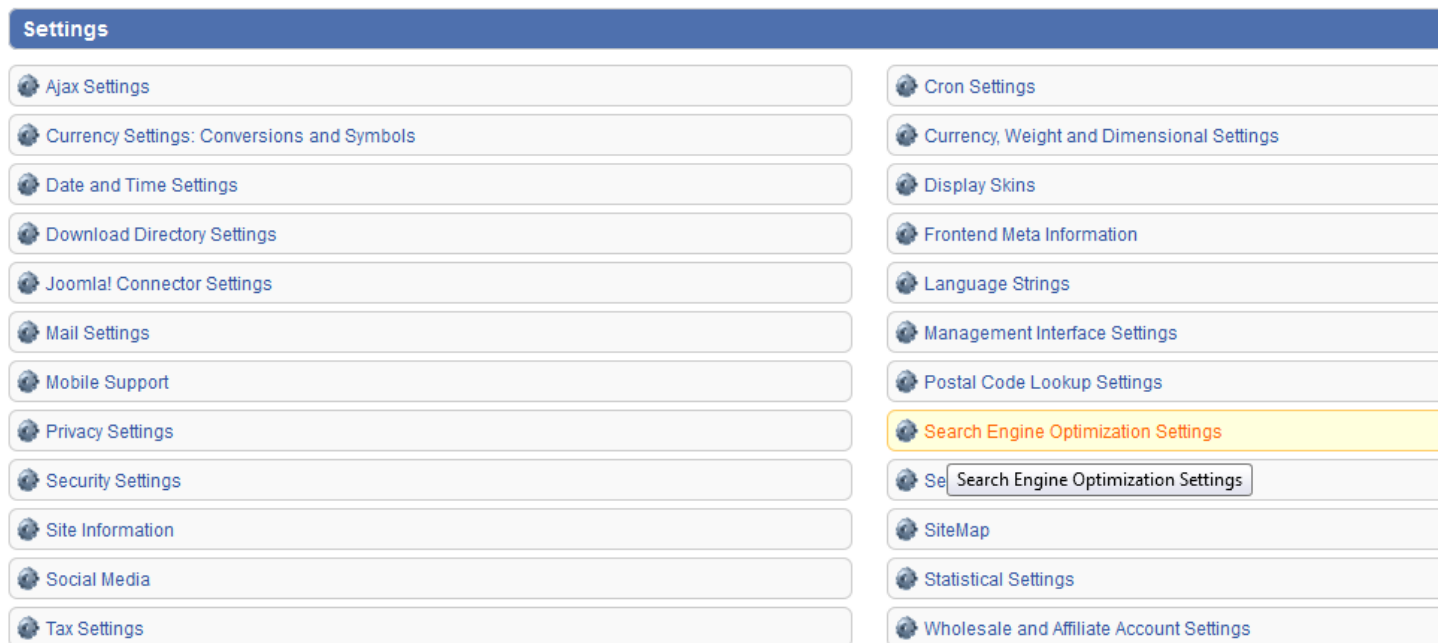 Settings
Ajax Settings
Cron Settings
Currency Settings: Conversions and Symbols
Currency, Weight and Dimensional Settings
Date and Time Settings
Display Skins
Download Directory Settings
Frontend Meta Information
Joomla! Connector Settings
Language Strings
Mail Settings
Management Interface Settings
Mobile Support
Postal Code Lookup Settings
Privacy Settings
Search Engine Optimization Settings
Security Settings
Search Engine Optimization Settings
Site Information
SiteMap
Social Media
Statistical Settings
Tax Settings
Wholesale and Affiliate Account Settings